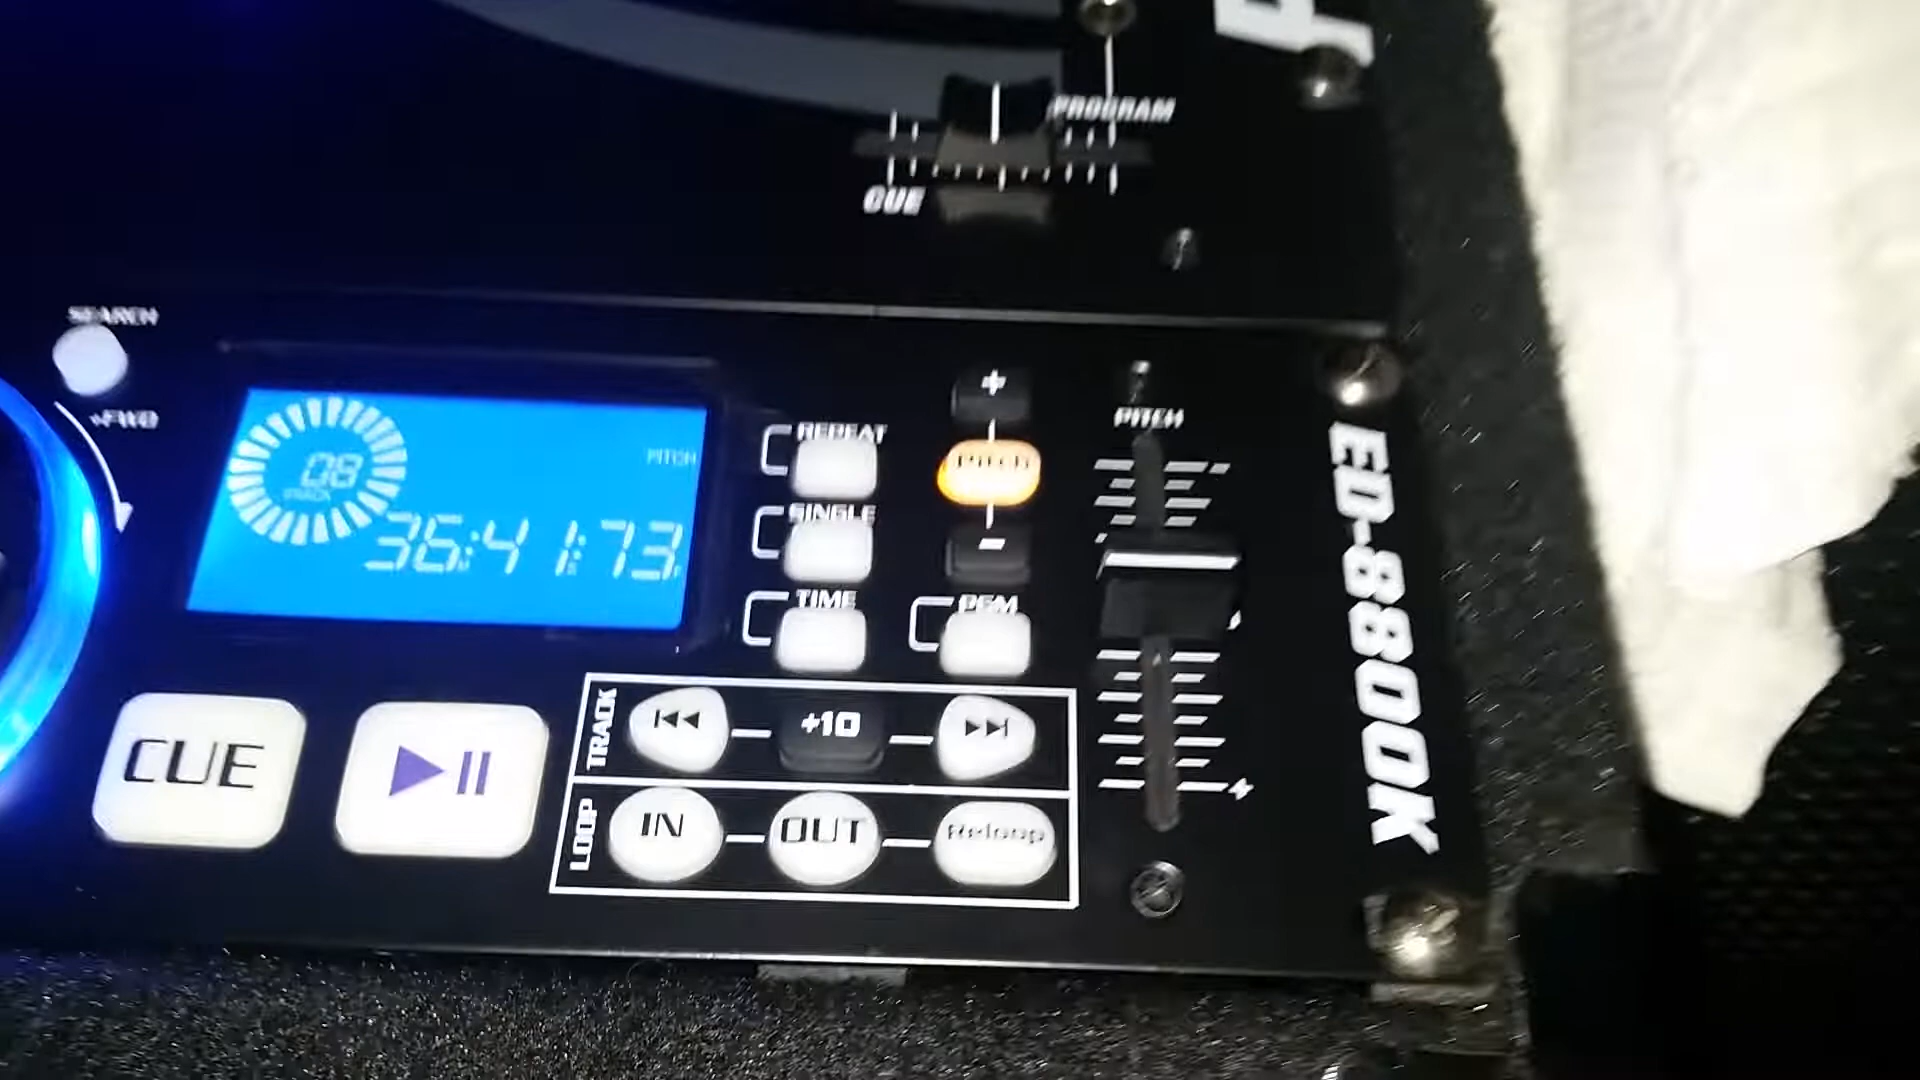 PROGRAM
CUE
SEARCH
+FWD
08
TRACK
PITCH
36:41:73
REPEAT
SINGLE
TIME
+
Pitch
-
PGM
PITCH
ED-8800K
CUE
TRACK
+10
LOOP
IN
OUT
Reloop